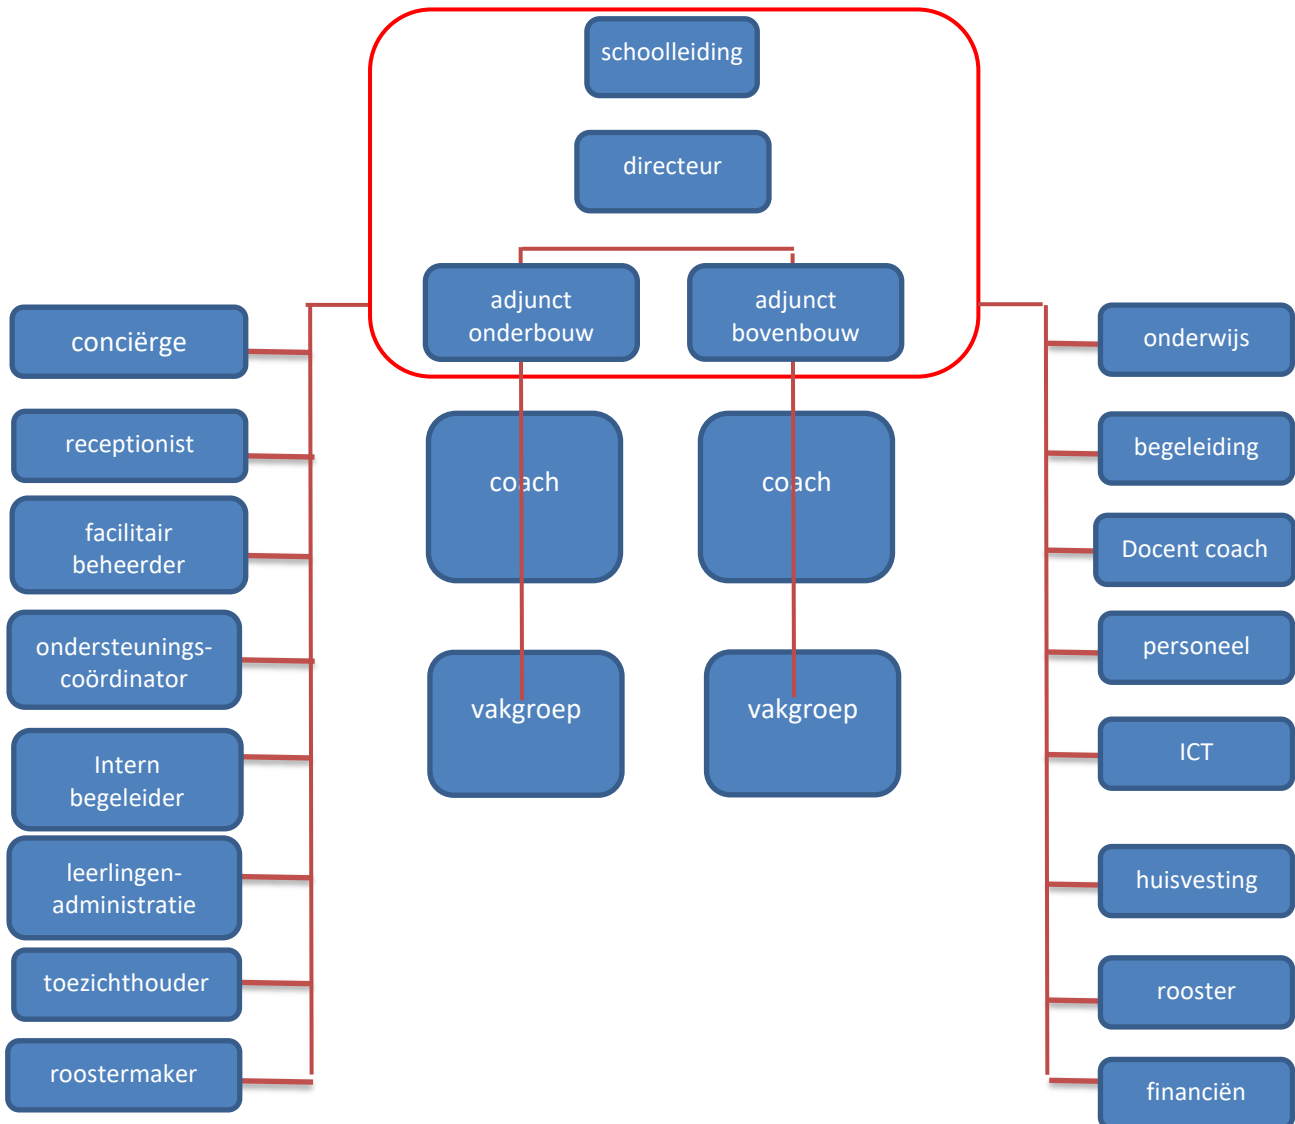 schoolleiding
directeur
adjunct
onderbouw
adjunct
bovenbouw
coach
coach
vakgroep
vakgroep
conciërge
receptionist
facilitair
beheerder
ondersteunings-
coördinator
Intern
begeleider
leerlingen-
administratie
toezichthouder
roostermaker
onderwijs
begeleiding
Docent coach
personeel
ICT
huisvesting
rooster
financiën